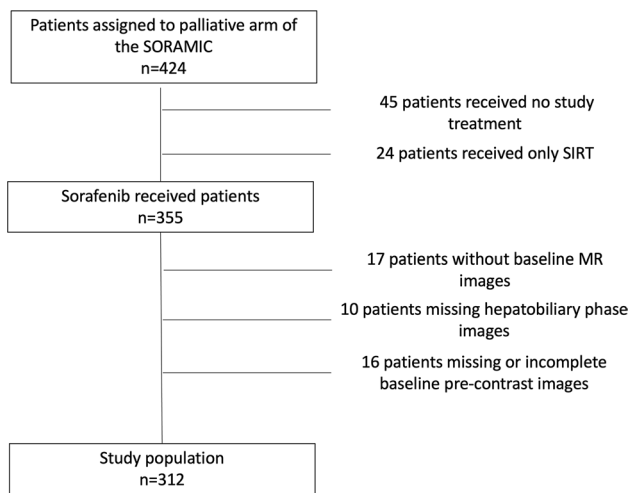 Patients assigned to palliative arm of
the SORAMIC
n=424
45 patients received no study
treatment
24 patients received only SIRT
Sorafenib received patients
n=355
17 patients without baseline MR
images
10 patients missing hepatobiliary phase
images
16 patients missing or incomplete
baseline pre-contrast images
Study population
n=312